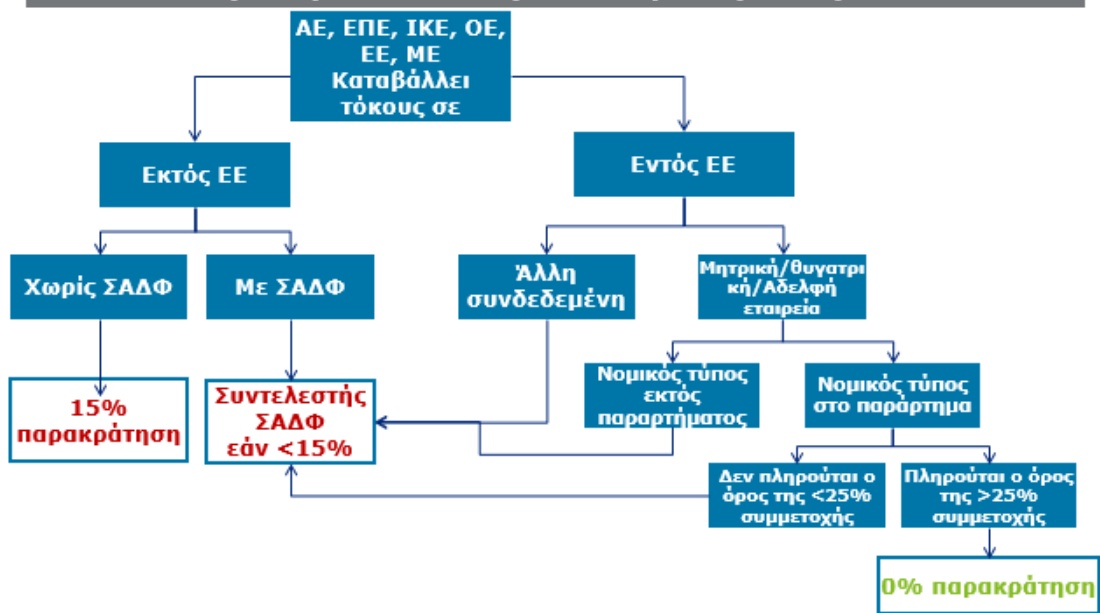 ΑΕ, ΕΠΕ, ΙΚΕ, ΟΕ,
ΕΕ, ΜΕ
Καταβάλλει
τόκους σε
Εκτός ΕΕ
Εντός ΕΕ
Χωρίς ΣΑΔΦ
Με ΣΑΔΦ
Άλλη
συνδεδεμένη
Μητρική/θυγατρι
κή/Αδελφή
εταιρεία
15%
παρακράτηση
Συντελεστής
ΣΑΔΦ
εάν <15%
Νομικός τύπος
εκτός
παραρτήματος
Νομικός τύπος
στο παράρτημα
Δεν πληρούται ο
όρος της <25%
συμμετοχής
Πληρούται ο όρος
της >25%
συμμετοχής
0% παρακράτηση